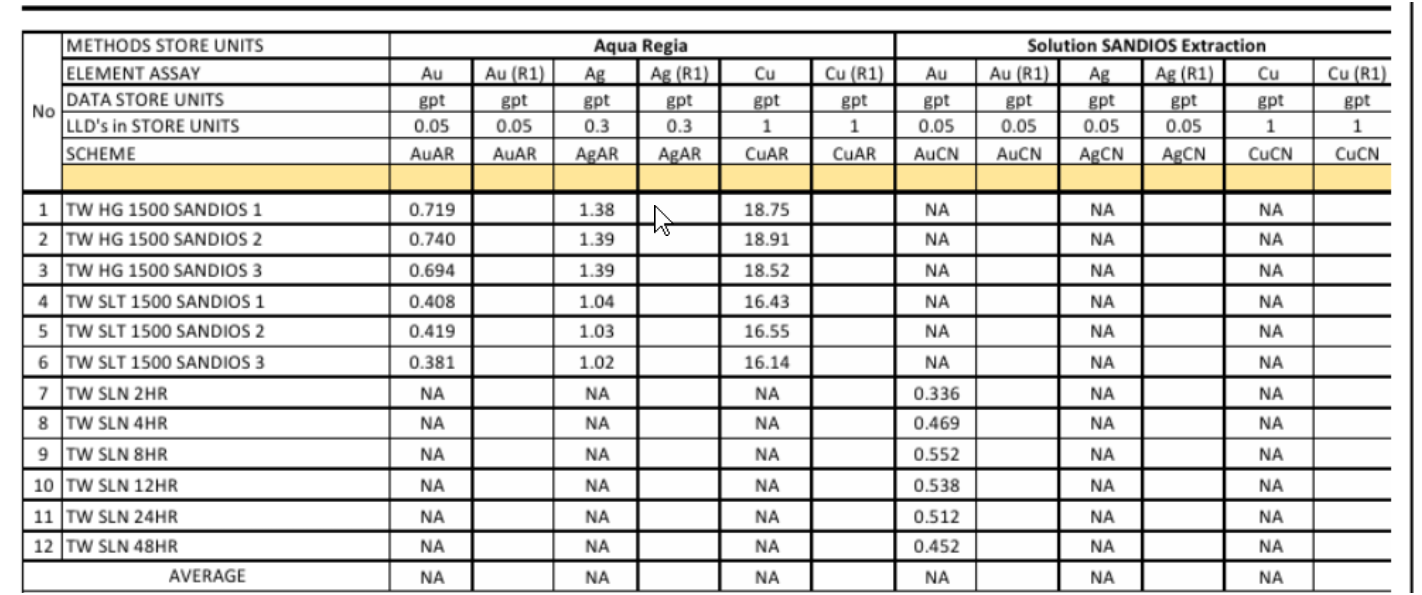 METHODS STORE UNITS Aqua Regia Solution SANDIOS Extraction
No ELEMENT ASSAY Au Au (R1) Ag Ag (R1) Cu Cu (R1) Au Au (R1) Ag Ag (R1) Cu Cu (R1)
DATA STORE UNITS gpt gpt gpt gpt gpt gpt gpt gpt gpt gpt gpt gpt
LLD's in STORE UNITS 0.05 0.05 0.3 0.3 1 1 0.05 0.05 0.05 0.05 1 1
SCHEME AuAR AuAR AgAR AgAR CuAR CuAR AuCN AuCN AgCN AgCN CuCN CuCN
1 TW HG 1500 SANDIOS 1 0.719 1.38 18.75 NA NA NA
2 TW HG 1500 SANDIOS 2 0.740 1.39 18.91 NA NA NA
3 TW HG 1500 SANDIOS 3 0.694 1.39 18.52 NA NA NA
4 TW SLT 1500 SANDIOS 1 0.408 1.04 16.43 NA NA NA
5 TW SLT 1500 SANDIOS 2 0.419 1.03 16.55 NA NA NA
6 TW SLT 1500 SANDIOS 3 0.381 1.02 16.14 NA NA NA
7 TW SLN 2HR NA NA NA 0.336 NA NA
8 TW SLN 4HR NA NA NA 0.469 NA NA
9 TW SLN 8HR NA NA NA 0.552 NA NA
10 TW SLN 12HR NA NA NA 0.538 NA NA
11 TW SLN 24HR NA NA NA 0.512 NA NA
12 TW SLN 48HR NA NA NA 0.452 NA NA
AVERAGE NA NA NA NA NA NA